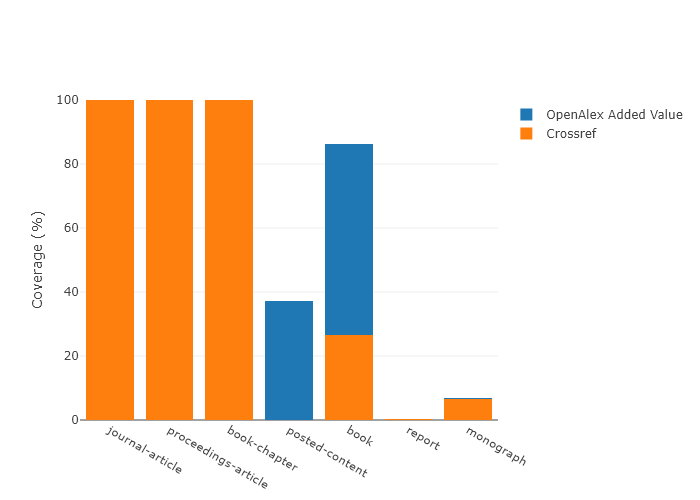 OpenAlex Added Value
Crossref
Coverage (%)
100
80
60
40
20
0
journal-article
proceedings-article
book-chapter
posted-content
book
report
monograph